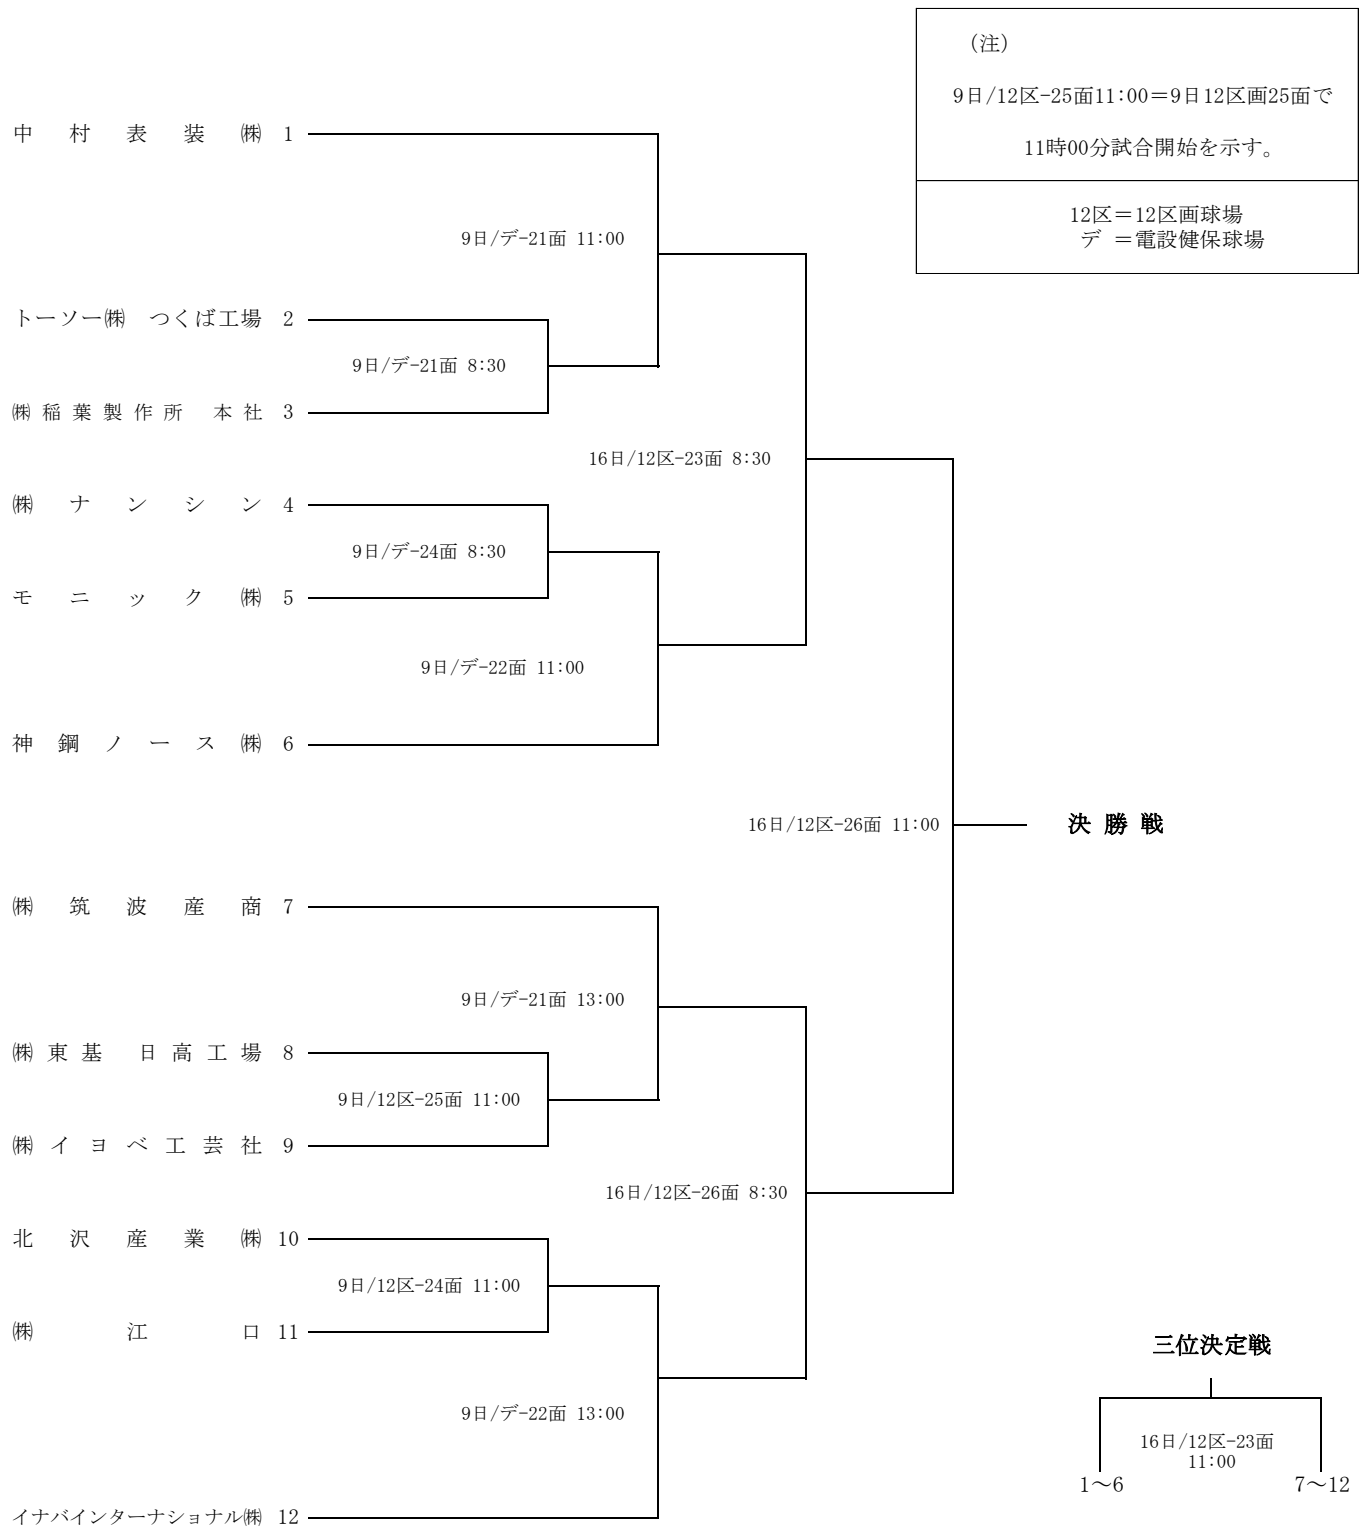 (注)
9日/12区-25面11:00＝9日12区画25面で
11時00分試合開始を示す。
12区＝12区画球場
デ ＝電設健保球場
中村表装㈱ 1
9日/デ-21面 11:00
トーソー㈱ つくば工場 2
9日/デ-21面 8:30
㈱稲葉製作所 本社 3
16日/12区-23面 8:30
㈱ナンシン 4
9日/デ-24面 8:30
モニック㈱ 5
9日/デ-22面 11:00
神鋼ノース㈱ 6
16日/12区-26面 11:00
決勝戦
㈱筑波産商 7
9日/デ-21面 13:00
㈱東基 日高工場 8
9日/12区-25面 11:00
㈱イヨベ工芸社 9
16日/12区-26面 8:30
北沢産業㈱ 10
9日/12区-24面 11:00
㈱江口 11
9日/デ-22面 13:00
イナバインターナショナル㈱ 12
三位決定戦
16日/12区-23面
11:00
1〜6
7〜12